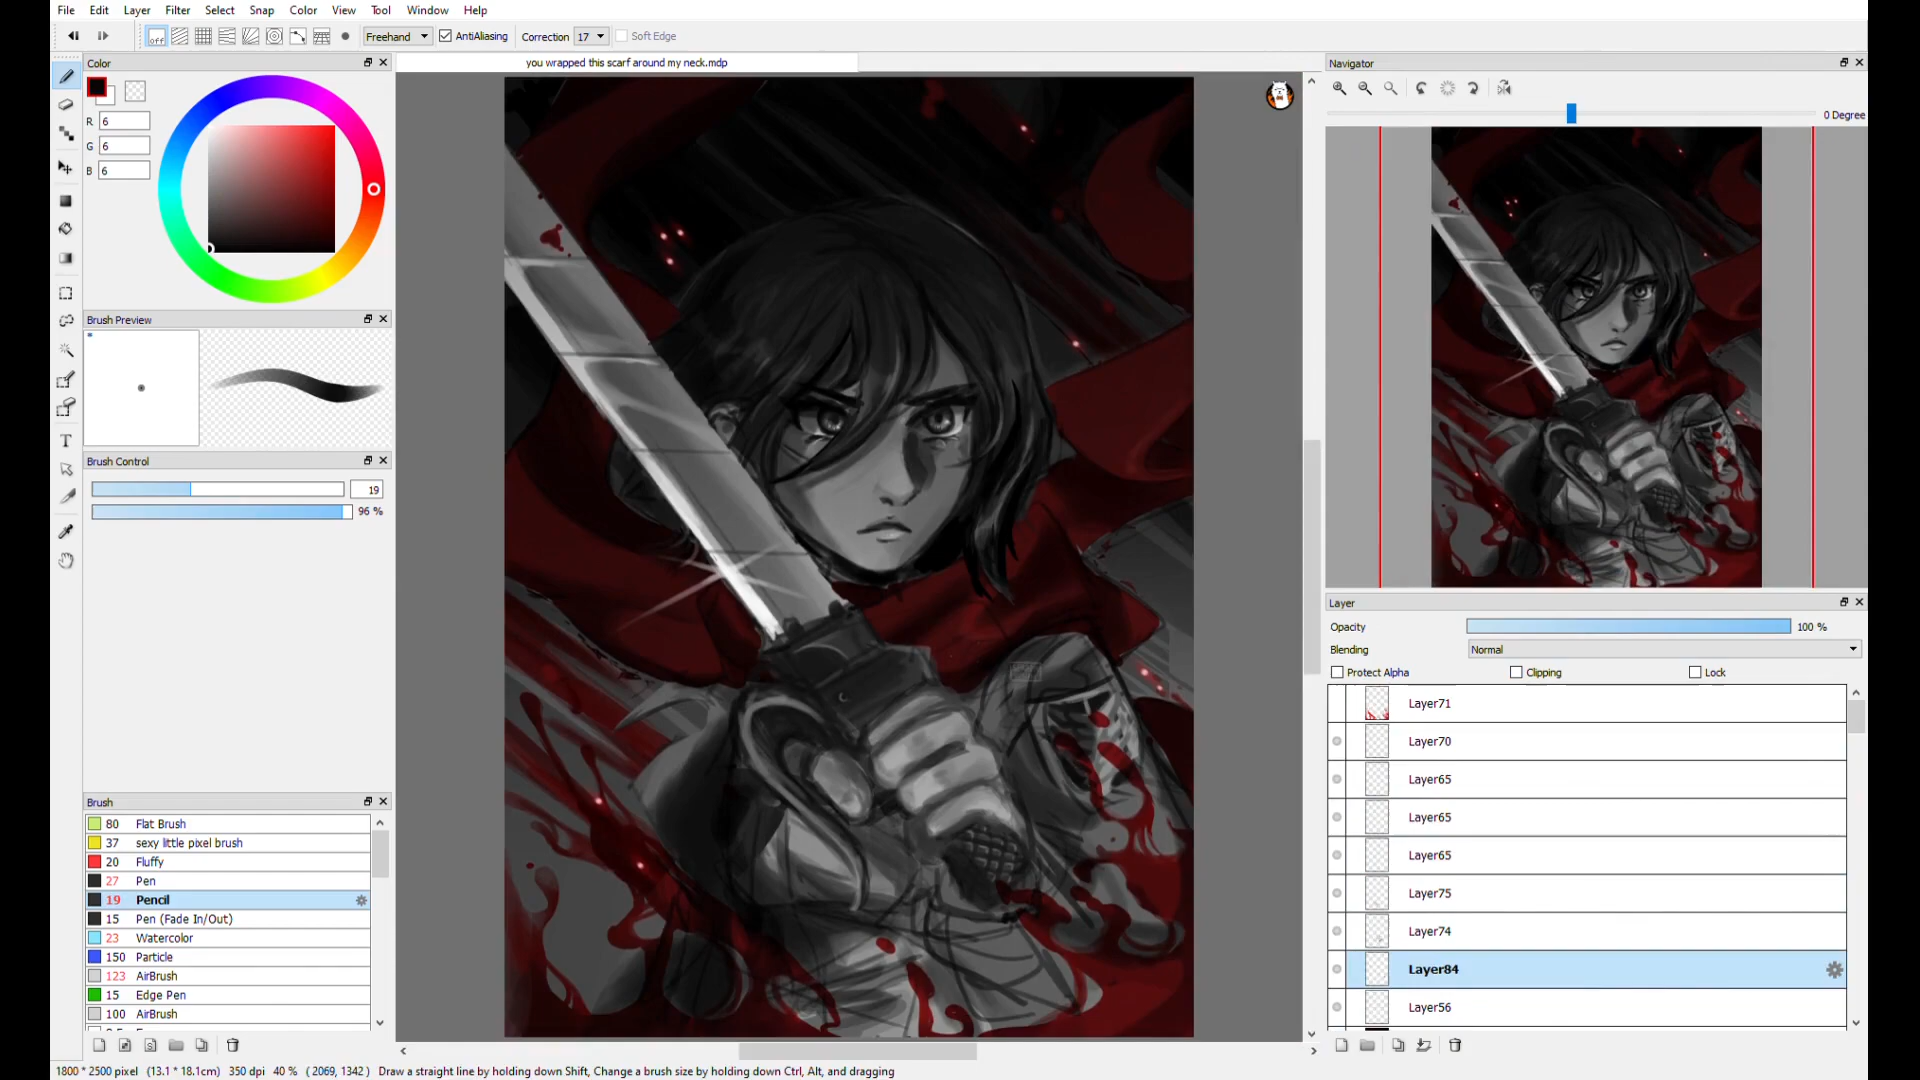 File Edit Layer Filter Select Snap Color View Tool Window Help
off Freehand AntiAliasing Correction 17 Soft Edge
Color
R 6
G 6
B 6
Brush Preview
Brush Control
19
96 %
Brush
80 Flat Brush
37 sexy little pixel brush
20 Fluffy
27 Pen
19 Pencil
15 Pen (Fade In/Out)
23 Watercolor
150 Particle
123 AirBrush
15 Edge Pen
100 AirBrush
you wrapped this scarf around my neck.mdp
Navigator
0 Degree
Layer
Opacity 100 %
Blending Normal
Protect Alpha Clipping Lock
Layer71
Layer70
Layer65
Layer65
Layer65
Layer75
Layer74
Layer84
Layer56
1800 * 2500 pixel (13.1 * 18.1cm) 350 dpi 40 % ( 2069, 1342 ) Draw a straight line by holding down Shift, Change a brush size by holding down Ctrl, Alt, and dragging